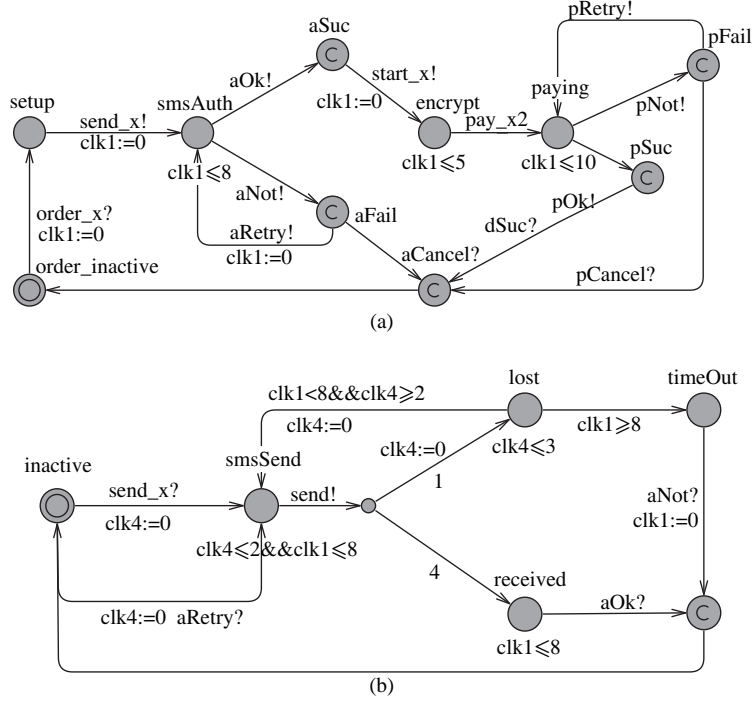 pRetry!
aSuc
pFail
C
C
aOk!
start_x!
setup
smsAuth
paying
send_x!
clk1:=0
encrypt
pNot!
clk1:=0
pay_x2
pSuc
clk1⩽8
clk1⩽5
clk1⩽10
C
aNot!
pOk!
order_x?
C
aFail
clk1:=0
aRetry!
dSuc?
clk1:=0
aCancel?
order_inactive
pCancel?
C
(a)
lost
timeOut
clk1<8&&clk4⩾2
clk4:=0
clk1⩾8
clk4:=0
clk4⩽3
smsSend
inactive
1
send_x?
send!
aNot?
clk4:=0
clk1:=0
clk4⩽2&&clk1⩽8
4
received
aOk?
C
clk4:=0 aRetry?
clk1⩽8
(b)